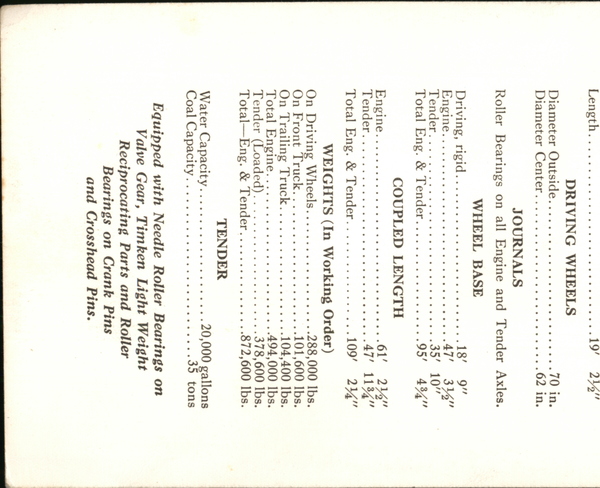 Length..................19' 2½"
DRIVING WHEELS
Diameter Outside..................70 in.
Diameter Center..................62 in.
JOURNALS
Roller Bearings on all Engine and Tender Axles.
WHEEL BASE
Driving, rigid..................18' 9"
Engine..................47' 3½"
Tender..................35' 10"
Total Eng. & Tender..................95' 4¾"
COUPLED LENGTH
Engine..................61' 2½"
Tender..................47' 11¾"
Total Eng. & Tender..................109' 2¼"
WEIGHTS (In Working Order)
On Driving Wheels..................288,000 lbs.
On Front Truck..................101,600 lbs.
On Trailing Truck..................104,400 lbs.
Total Engine..................494,000 lbs.
Tender (Loaded)..................378,600 lbs.
Total—Eng. & Tender..................872,600 lbs.
TENDER
Water Capacity..................20,000 gallons
Coal Capacity..................35 tons
Equipped with Needle Roller Bearings on
Valve Gear, Timken Light Weight
Reciprocating Parts and Roller
Bearings on Crank Pins
and Crosshead Pins.